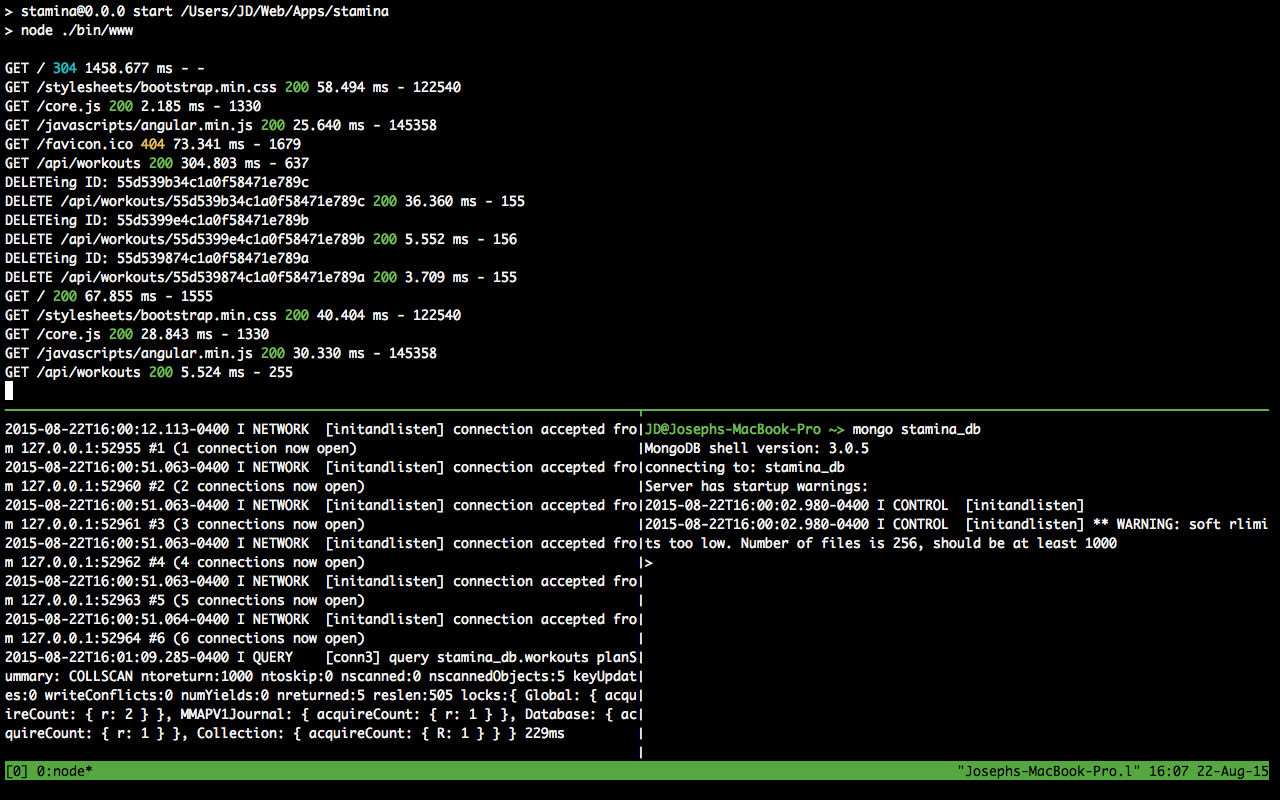 > stamina@0.0.0 start /Users/JD/Web/Apps/stamina
> node ./bin/www
GET / 304 1458.677 ms - -
GET /stylesheets/bootstrap.min.css 200 58.494 ms - 122540
GET /core.js 200 2.185 ms - 1330
GET /javascripts/angular.min.js 200 25.640 ms - 145358
GET /favicon.ico 404 73.341 ms - 1679
GET /api/workouts 200 304.803 ms - 637
DELETEing ID: 55d539b34c1a0f58471e789c
DELETE /api/workouts/55d539b34c1a0f58471e789c 200 36.360 ms - 155
DELETEing ID: 55d5399e4c1a0f58471e789b
DELETE /api/workouts/55d5399e4c1a0f58471e789b 200 5.552 ms - 156
DELETEing ID: 55d539874c1a0f58471e789a
DELETE /api/workouts/55d539874c1a0f58471e789a 200 3.709 ms - 155
GET / 200 67.855 ms - 1555
GET /stylesheets/bootstrap.min.css 200 40.404 ms - 122540
GET /core.js 200 28.843 ms - 1330
GET /javascripts/angular.min.js 200 30.330 ms - 145358
GET /api/workouts 200 5.524 ms - 255
2015-08-22T16:00:12.113-0400 I NETWORK  [initandlisten] connection accepted fro
m 127.0.0.1:52955 #1 (1 connection now open)
2015-08-22T16:00:51.063-0400 I NETWORK  [initandlisten] connection accepted fro
m 127.0.0.1:52960 #2 (2 connections now open)
2015-08-22T16:00:51.063-0400 I NETWORK  [initandlisten] connection accepted fro
m 127.0.0.1:52961 #3 (3 connections now open)
2015-08-22T16:00:51.063-0400 I NETWORK  [initandlisten] connection accepted fro
m 127.0.0.1:52962 #4 (4 connections now open)
2015-08-22T16:00:51.063-0400 I NETWORK  [initandlisten] connection accepted fro
m 127.0.0.1:52963 #5 (5 connections now open)
2015-08-22T16:00:51.064-0400 I NETWORK  [initandlisten] connection accepted fro
m 127.0.0.1:52964 #6 (6 connections now open)
2015-08-22T16:01:09.285-0400 I QUERY    [conn3] query stamina_db.workouts planS
ummary: COLLSCAN ntoreturn:1000 ntoskip:0 nscanned:0 nscannedObjects:5 keyUpdat
es:0 writeConflicts:0 numYields:0 nreturned:5 reslen:505 locks:{ Global: { acqu
ireCount: { r: 2 } }, MMAPV1Journal: { acquireCount: { r: 1 } }, Database: { ac
quireCount: { r: 1 } }, Collection: { acquireCount: { R: 1 } } } 229ms
JD@Josephs-MacBook-Pro ~> mongo stamina_db
MongoDB shell version: 3.0.5
connecting to: stamina_db
Server has startup warnings:
2015-08-22T16:00:02.980-0400 I CONTROL  [initandlisten]
2015-08-22T16:00:02.980-0400 I CONTROL  [initandlisten] ** WARNING: soft rlimi
ts too low. Number of files is 256, should be at least 1000
>
[0] 0:node* "Josephs-MacBook-Pro.l" 16:07 22-Aug-15